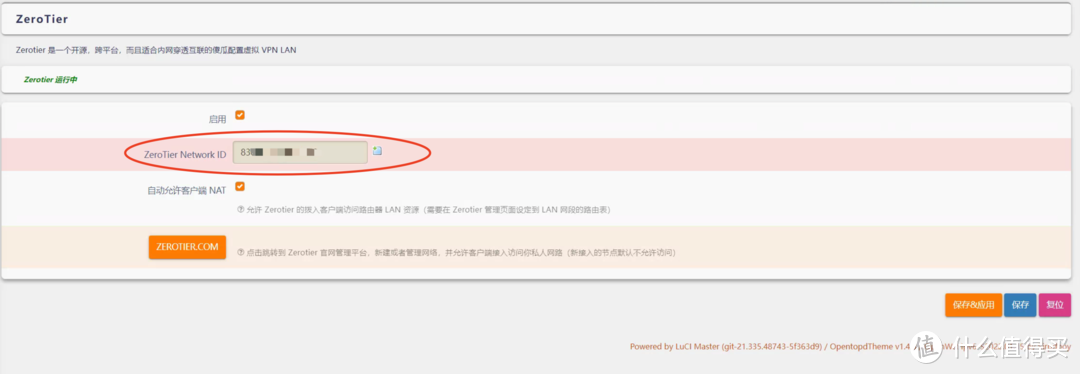 ZeroTier
Zerotier 是一个开源，跨平台，而且适合内网穿透互联的傻瓜配置虚拟 VPN LAN
Zerotier 运行中
启用
ZeroTier Network ID 83
自动允许客户端 NAT
允许 Zerotier 的拨入客户端访问路由器 LAN 资源（需要在 Zerotier 管理页面设定到 LAN 网段的路由表）
ZEROTIER.COM
点击跳转到 Zerotier 官网管理平台，新建或者管理网络，并允许客户端接入访问你私人网路（新接入的节点默认不允许访问）
保存&应用 保存 复位
Powered by LuCI Master (git-21.335.48743-5f363d9) / OpentopdTheme
值 什么值得买